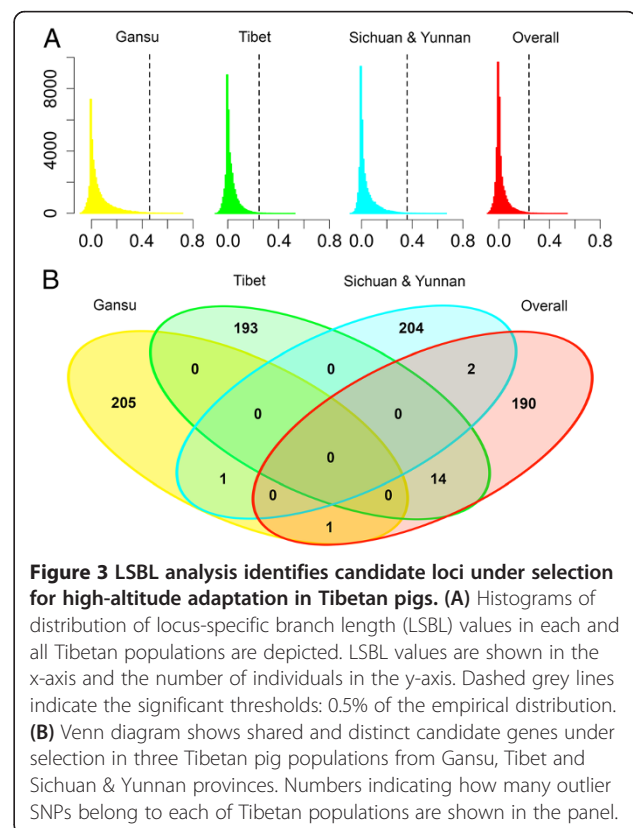 A
Gansu Tibet Sichuan & Yunnan Overall
8000
4000
0
0.0 0.4 0.8 0.0 0.4 0.8 0.0 0.4 0.8 0.0 0.4 0.8
B
Tibet Sichuan & Yunnan
Gansu Overall
193 204
0 0 2
205 190
0 0
0
1 14
0 0
1
Figure 3 LSBL analysis identifies candidate loci under selection
for high-altitude adaptation in Tibetan pigs. (A) Histograms of
distribution of locus-specific branch length (LSBL) values in each and
all Tibetan populations are depicted. LSBL values are shown in the
x-axis and the number of individuals in the y-axis. Dashed grey lines
indicate the significant thresholds: 0.5% of the empirical distribution.
(B) Venn diagram shows shared and distinct candidate genes under
selection in three Tibetan pig populations from Gansu, Tibet and
Sichuan & Yunnan provinces. Numbers indicating how many outlier
SNPs belong to each of Tibetan populations are shown in the panel.